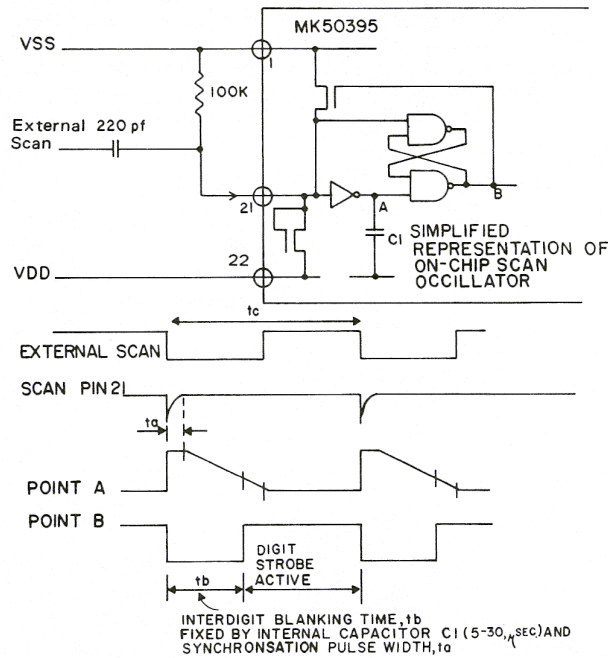 MK50395
VSS
1
100K
External 220 pf
Scan
21
A
B
C1
SIMPLIFIED
REPRESENTATION OF
ON-CHIP SCAN
OCCILLATOR
22
VDD
tc
EXTERNAL SCAN
SCAN PIN 21
ta
POINT A
POINT B
DIGIT
STROBE
ACTIVE
tb
INTERDIGIT BLANKING TIME,tb
FIXED BY INTERNAL CAPACITOR C1 (5-30,μSEC.) AND
SYNCHRONSATION PULSE WIDTH,ta